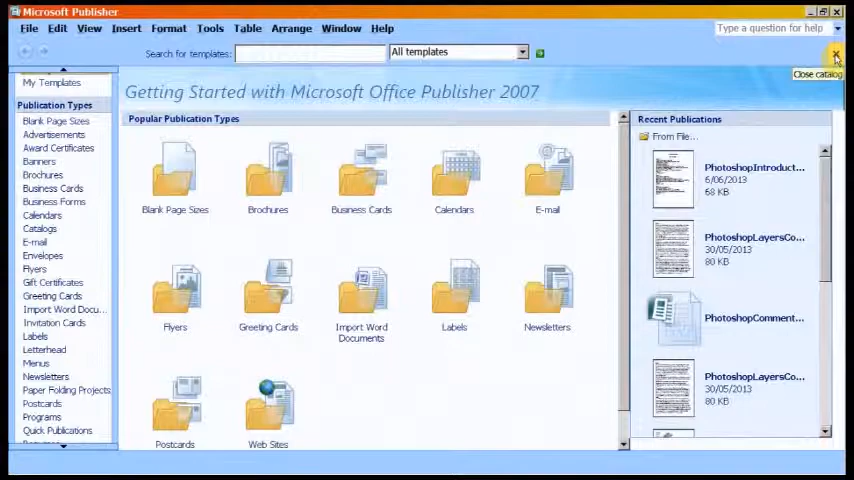 Microsoft Publisher
File Edit View Insert Format Tools Table Arrange Window Help
Type a question for help
Search for templates:
All templates
Close catalog
My Templates
Publication Types
Blank Page Sizes
Advertisements
Award Certificates
Banners
Brochures
Business Cards
Business Forms
Calendars
Catalogs
E-mail
Envelopes
Flyers
Gift Certificates
Greeting Cards
Import Word Docu...
Invitation Cards
Labels
Letterhead
Menus
Newsletters
Paper Folding Projects
Postcards
Programs
Quick Publications
Getting Started with Microsoft Office Publisher 2007
Popular Publication Types
Blank Page Sizes
Brochures
Business Cards
Calendars
E-mail
Flyers
Greeting Cards
Import Word
Documents
Labels
Newsletters
Postcards
Web Sites
Recent Publications
From File...
PhotoshopIntroduct...
6/06/2013
68 KB
PhotoshopLayersCo...
30/05/2013
80 KB
PhotoshopComment...
PhotoshopLayersCo...
30/05/2013
80 KB